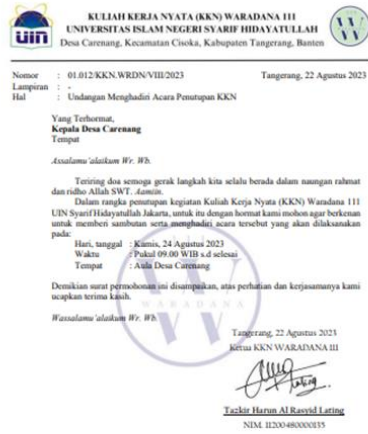 KULIAH KERJA NYATA (KKN) WARADANA 111
UNIVERSITAS ISLAM NEGERI SYARIF HIDAYATULLAH
Desa Carenang, Kecamatan Cisoka, Kabupaten Tangerang, Banten
UIN
Nomor : 01.012/KKN.WRDN/VIII/2023 Tangerang, 22 Agustus 2023
Lampiran : -
Hal : Undangan Menghadiri Acara Penutupan KKN
Yang Terhormat,
Kepala Desa Carenang
Tempat
Assalamu'alaikum Wr. Wb.
Teriring doa semoga gerak langkah kita selalu berada dalam naungan rahmat
dan ridho Allah SWT. Aamiin.
Dalam rangka penutupan kegiatan Kuliah Kerja Nyata (KKN) Waradana 111
UIN Syarif Hidayatullah Jakarta, untuk itu dengan hormat kami mohon agar berkenan
untuk memberi sambutan serta menghadiri acara tersebut yang akan dilaksanakan
pada:
Hari, tanggal : Kamis, 24 Agustus 2023
Waktu : Pukul 09.00 WIB s.d selesai
Tempat : Aula Desa Carenang
Demikian surat permohonan ini disampaikan, atas perhatian dan kerjasamanya kami
ucapkan terima kasih.
WARADANA
Wassalamu'alaikum Wr. Wb.
Tangerang, 22 Agustus 2023
Ketua KKN WARADANA 111
Tazkir Harun Al Rasyid Lating
NIM. 11200480000135